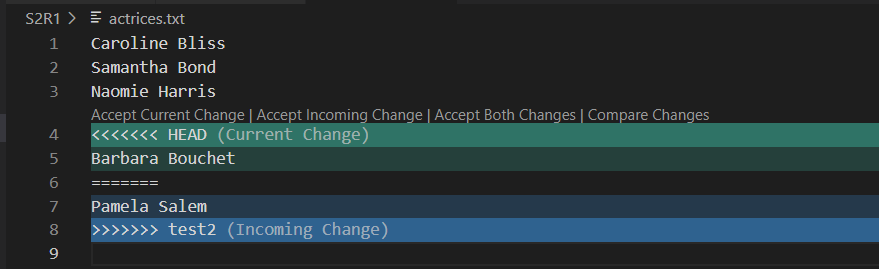 S2R1 > actrices.txt
1 Caroline Bliss
2 Samantha Bond
3 Naomie Harris
Accept Current Change | Accept Incoming Change | Accept Both Changes | Compare Changes
4 <<<<<<< HEAD (Current Change)
5 Barbara Bouchet
6 =======
7 Pamela Salem
8 >>>>>>> test2 (Incoming Change)
9